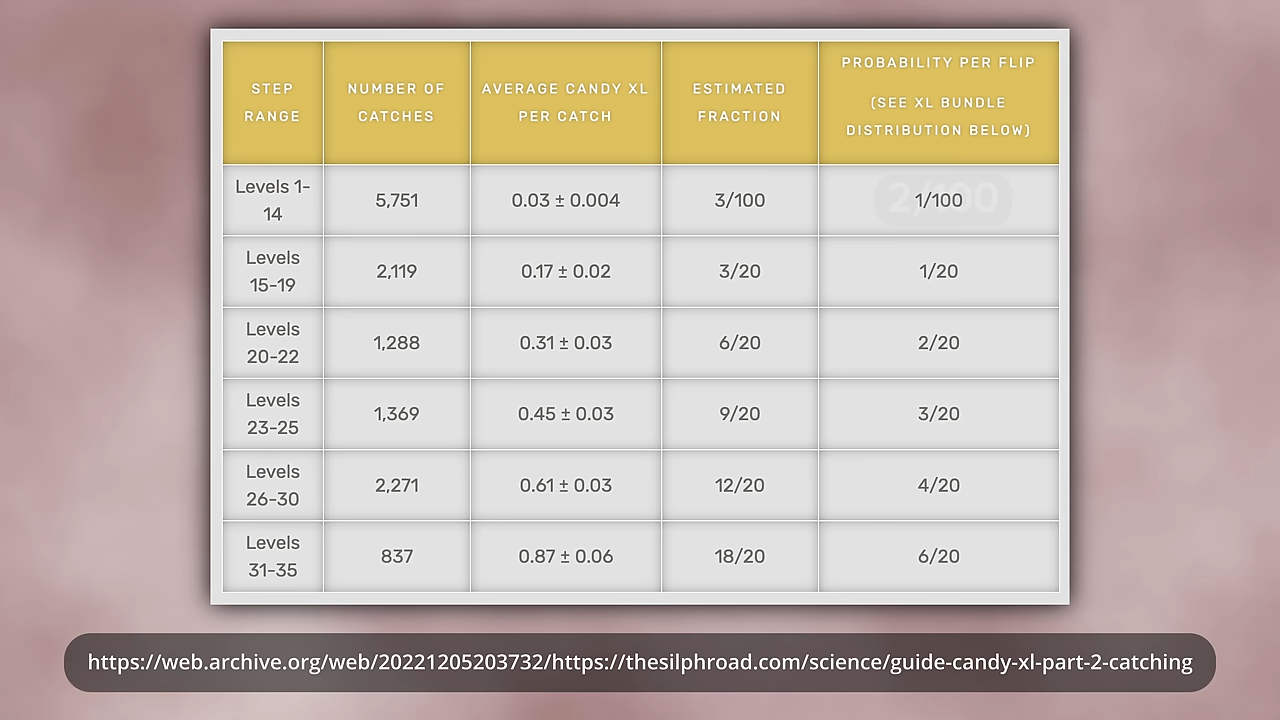 STEP RANGE
NUMBER OF CATCHES
AVERAGE CANDY XL PER CATCH
ESTIMATED FRACTION
PROBABILITY PER FLIP
(SEE XL BUNDLE DISTRIBUTION BELOW)
Levels 1-14
5,751
0.03 ± 0.004
3/100
1/100
2/100
Levels 15-19
2,119
0.17 ± 0.02
3/20
1/20
Levels 20-22
1,288
0.31 ± 0.03
6/20
2/20
Levels 23-25
1,369
0.45 ± 0.03
9/20
3/20
Levels 26-30
2,271
0.61 ± 0.03
12/20
4/20
Levels 31-35
837
0.87 ± 0.06
18/20
6/20
https://web.archive.org/web/20221205203732/https://thesilphroad.com/science/guide-candy-xl-part-2-catching